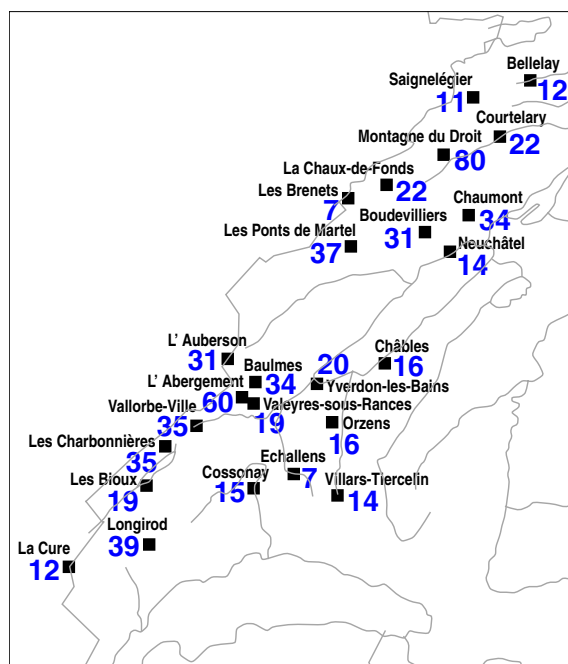 Bellelay
12
Saignelégier
11
Courtelary
22
Montagne du Droit
80
La Chaux-de-Fonds
22
Les Brenets
7
Chaumont
34
Boudevilliers
31
Les Ponts de Martel
37
Neuchâtel
14
L' Auberson
31
Châbles
16
Baulmes
34
20
Yverdon-les-Bains
L' Abergement
60
Valeyres-sous-Rances
19
Vallorbe-Ville
35
Orzens
16
Les Charbonnières
35
Echallens
7
Les Bioux
19
Cossonay
15
Villars-Tiercelin
14
Longirod
39
La Cure
12